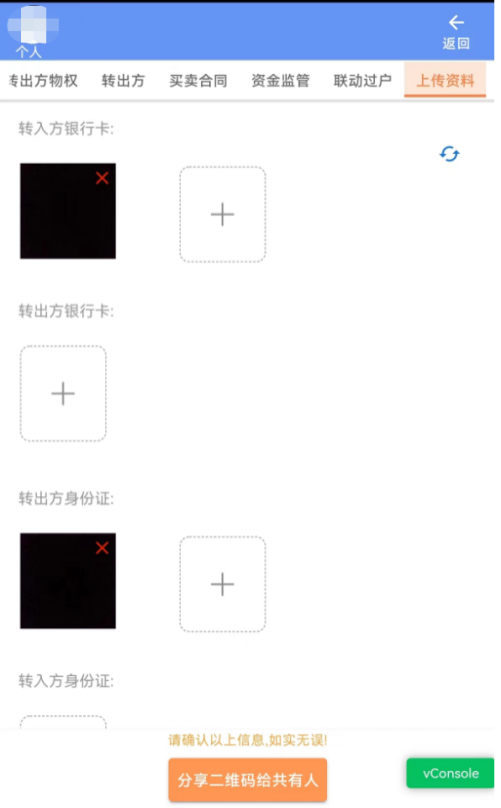 个人
返回
转出方物权 转出方 买卖合同 资金监管 联动过户 上传资料
转入方银行卡:
转出方银行卡:
转出方身份证:
转入方身份证:
请确认以上信息,如实无误!
分享二维码给共有人
vConsole